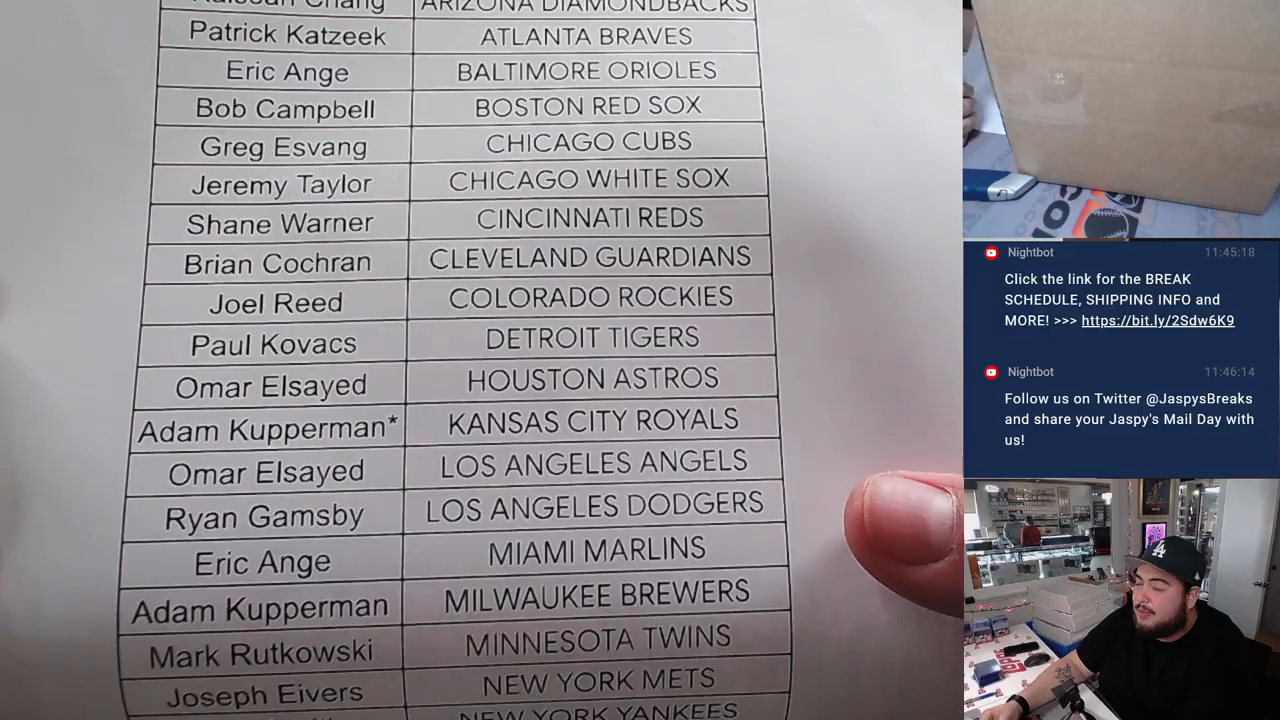 ARIZONA DIAMONDBACKS
Patrick Katzeek ATLANTA BRAVES
Eric Ange BALTIMORE ORIOLES
Bob Campbell BOSTON RED SOX
Greg Esvang CHICAGO CUBS
Jeremy Taylor CHICAGO WHITE SOX
Shane Warner CINCINNATI REDS
Brian Cochran CLEVELAND GUARDIANS
Joel Reed COLORADO ROCKIES
Paul Kovacs DETROIT TIGERS
Omar Elsayed HOUSTON ASTROS
Adam Kupperman* KANSAS CITY ROYALS
Omar Elsayed LOS ANGELES ANGELS
Ryan Gamsby LOS ANGELES DODGERS
Eric Ange MIAMI MARLINS
Adam Kupperman MILWAUKEE BREWERS
Mark Rutkowski MINNESOTA TWINS
Joseph Eivers NEW YORK METS
NEW YORK YANKEES
Nightbot 11:45:18
Click the link for the BREAK
SCHEDULE, SHIPPING INFO and
MORE! >>> https://bit.ly/2Sdw6K9
Nightbot 11:46:14
Follow us on Twitter @JaspysBreaks
and share your Jaspy's Mail Day with
us!
LA